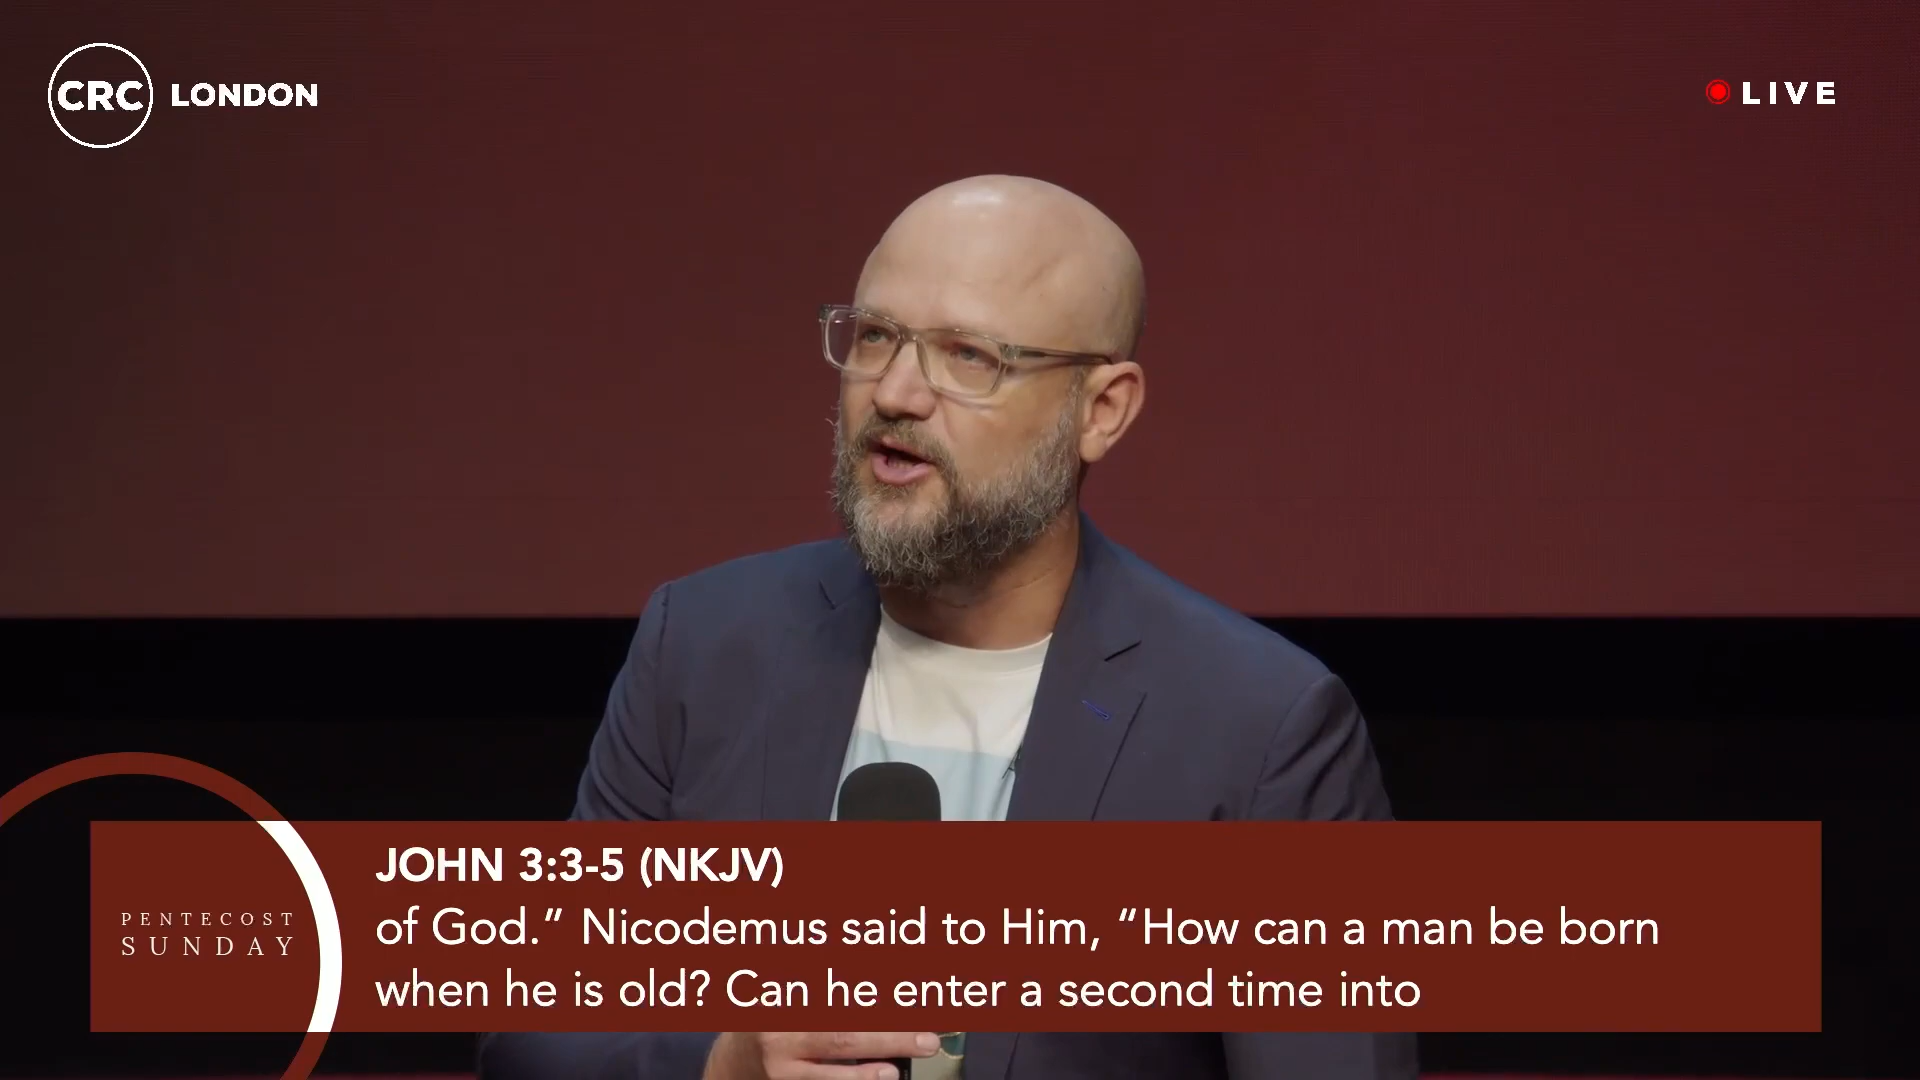 CRC LONDON
LIVE
PENTECOST
SUNDAY
JOHN 3:3-5 (NKJV)
of God.” Nicodemus said to Him, “How can a man be born
when he is old? Can he enter a second time into